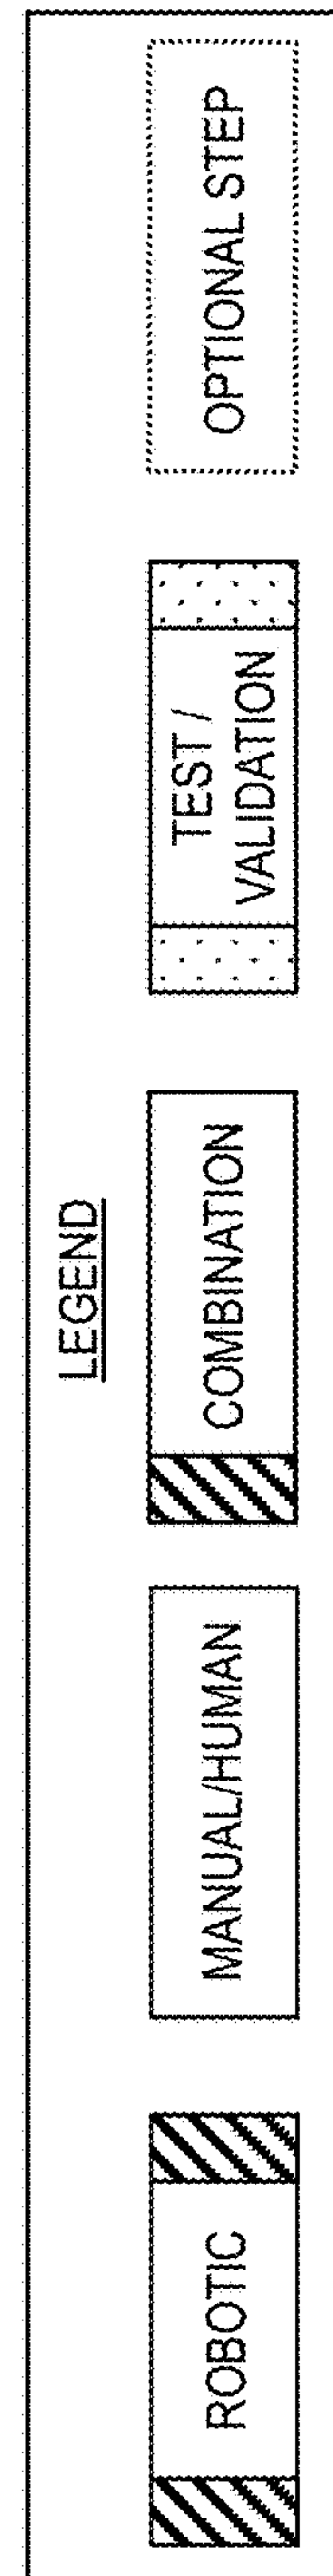 LEGEND
ROBOTIC
MANUAL/HUMAN
COMBINATION
TEST /
VALIDATION
OPTIONAL STEP